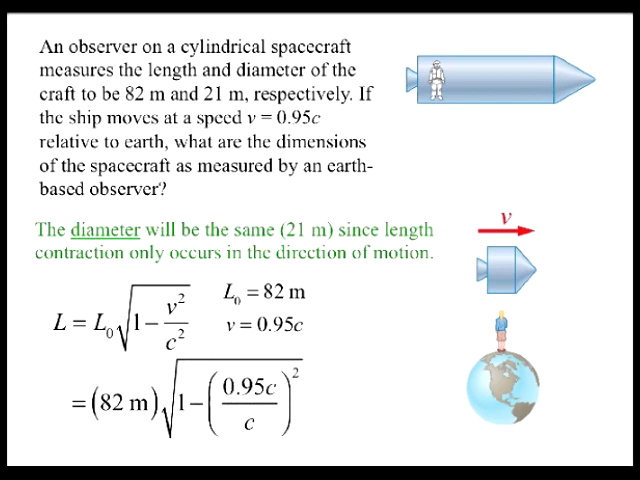 An observer on a cylindrical spacecraft
measures the length and diameter of the
craft to be 82 m and 21 m, respectively. If
the ship moves at a speed v = 0.95c
relative to earth, what are the dimensions
of the spacecraft as measured by an earth-
based observer?
v
The diameter will be the same (21 m) since length
contraction only occurs in the direction of motion.
L = L₀√(1 − v²/c²)
L₀ = 82 m
v = 0.95c
= (82 m)√(1 − (0.95c/c)²)